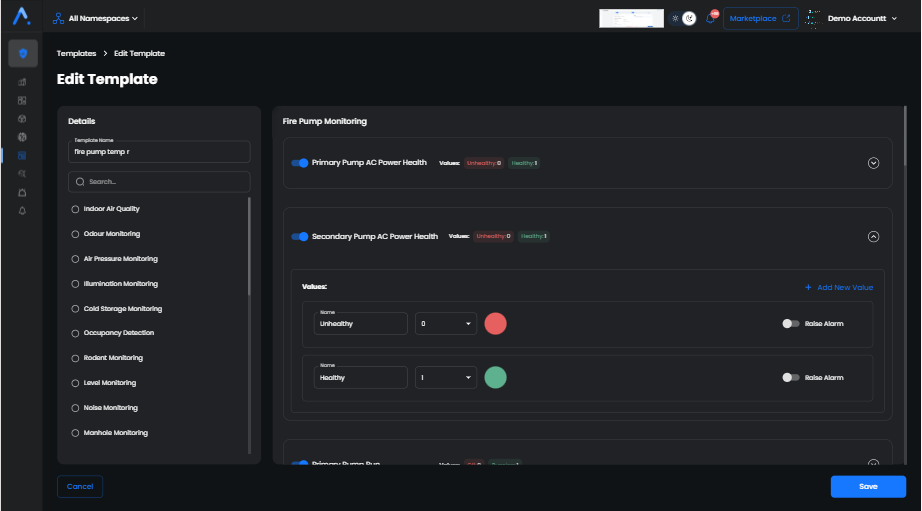 All Namespaces
Marketplace
Demo Accountt
Templates > Edit Template
Edit Template
Details
Template Name
fire pump temp r
Search...
Indoor Air Quality
Odour Monitoring
Air Pressure Monitoring
Illumination Monitoring
Cold Storage Monitoring
Occupancy Detection
Rodent Monitoring
Level Monitoring
Noise Monitoring
Manhole Monitoring
Fire Pump Monitoring
Primary Pump AC Power Health Values: Unhealthy:0 Healthy:1
Secondary Pump AC Power Health Values: Unhealthy:0 Healthy:1
Values:
+ Add New Value
Name
Unhealthy
0
Raise Alarm
Name
Healthy
1
Raise Alarm
Primary Pump Run Values:
Cancel
Save